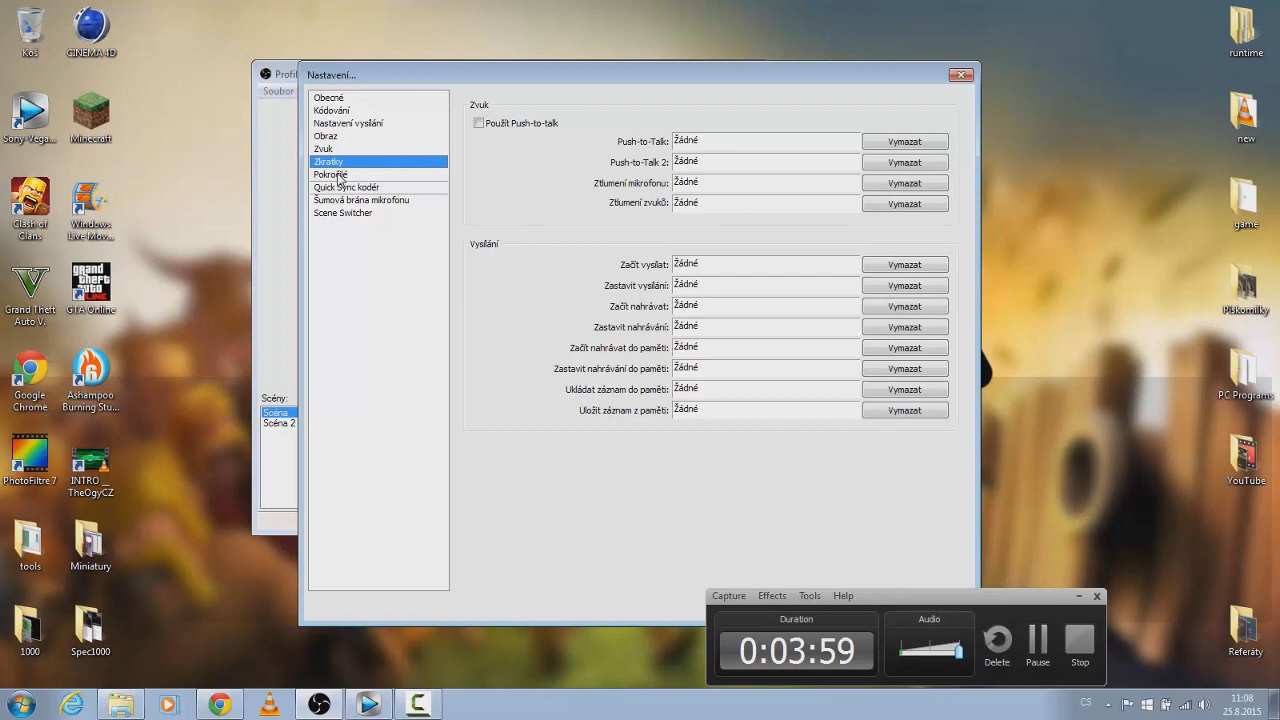 Koš
CINEMA 4D
Sony-Vega...
Minecraft
Clash of
Clans
Windows
Live Mov...
Grand Theft
Auto V.
GTA Online
Google
Chrome
Ashampoo
Burning Stu...
PhotoFiltre 7
INTRO __
TheOgyCZ
tools
Miniatury
1000
Spec1000
runtime
new
game
Piskomilky
PC Programs
YouTube
Referáty
Profil
Soubor
Scény:
Scéna
Scéna 2
Nastavení...
Obecné
Kódování
Nastavení vysílání
Obraz
Zvuk
Zkratky
Pokročilé
Quick Sync kodér
Šumová brána mikrofonu
Scene Switcher
Zvuk
Použít Push-to-talk
Push-to-Talk: Žádné Vymazat
Push-to-Talk 2: Žádné Vymazat
Ztlumení mikrofonu: Žádné Vymazat
Ztlumení zvuků: Žádné Vymazat
Vysílání
Začít vysílat: Žádné Vymazat
Zastavit vysílání: Žádné Vymazat
Začít nahrávat: Žádné Vymazat
Zastavit nahrávání: Žádné Vymazat
Začít nahrávat do paměti: Žádné Vymazat
Zastavit nahrávání do paměti: Žádné Vymazat
Ukládat záznam do paměti: Žádné Vymazat
Uložit záznam z paměti: Žádné Vymazat
Capture Effects Tools Help
Duration
0:03:59
Audio
Delete
Pause
Stop
CS
11:08
25.8.2015